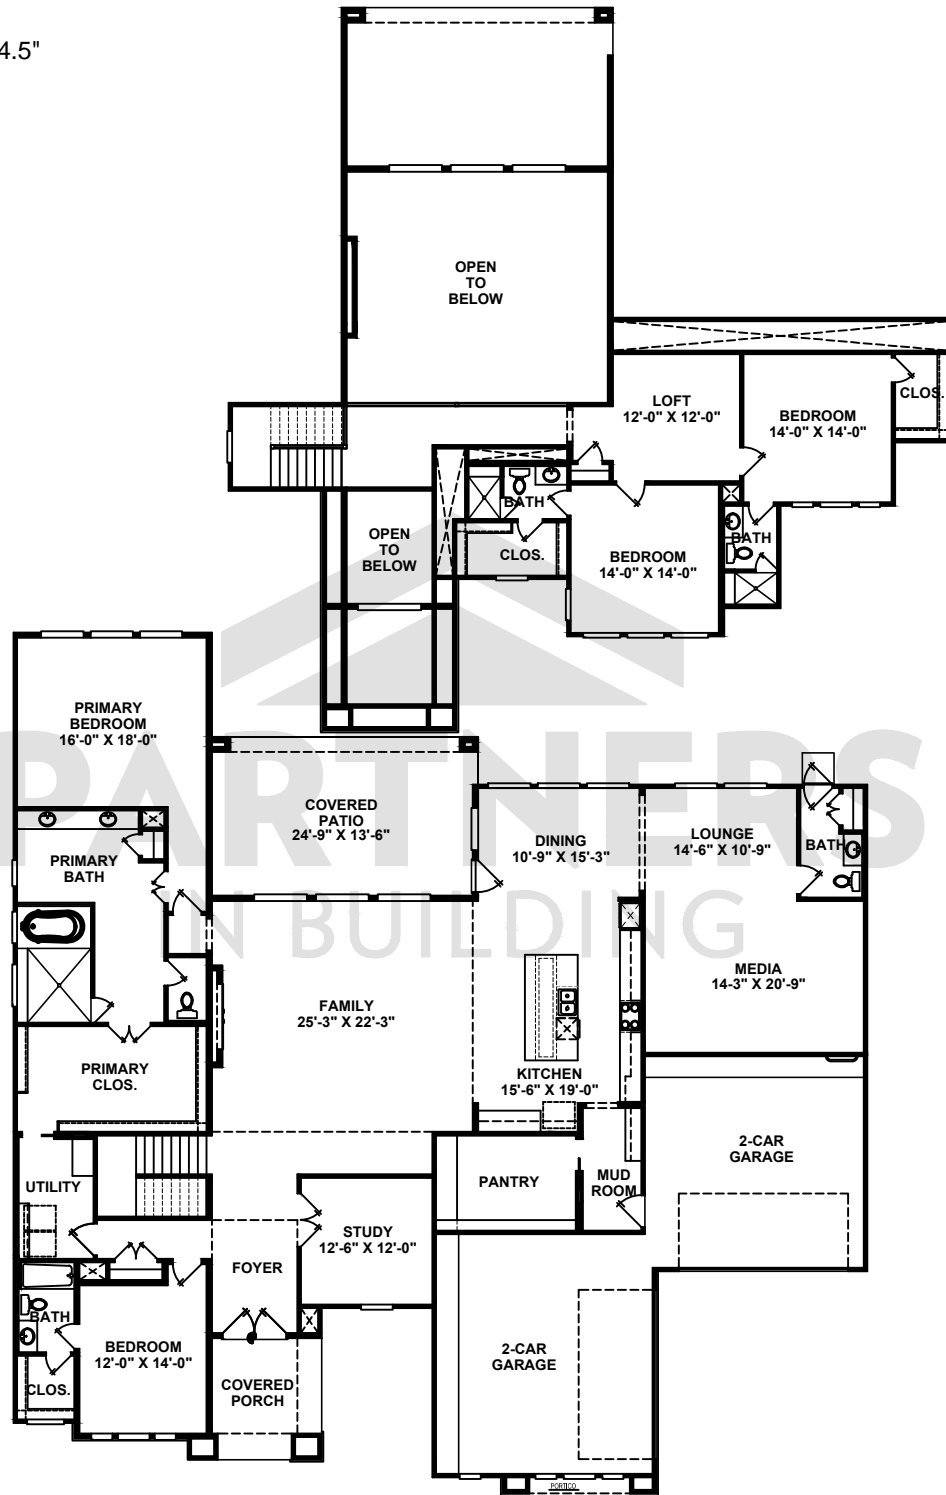 4.5"
OPEN
TO
BELOW
LOFT
12'-0" X 12'-0"
BEDROOM
14'-0" X 14'-0"
CLOS.
BATH
CLOS.
OPEN
TO
BELOW
BEDROOM
14'-0" X 14'-0"
BATH
PRIMARY
BEDROOM
16'-0" X 18'-0"
PARTNERS
IN BUILDING
COVERED
PATIO
24'-9" X 13'-6"
DINING
10'-9" X 15'-3"
LOUNGE
14'-6" X 10'-9"
BATH
PRIMARY
BATH
FAMILY
25'-3" X 22'-3"
MEDIA
14'-3" X 20'-9"
KITCHEN
15'-6" X 19'-0"
PRIMARY
CLOS.
UTILITY
PANTRY
MUD
ROOM
2-CAR
GARAGE
STUDY
12'-6" X 12'-0"
FOYER
BATH
BEDROOM
12'-0" X 14'-0"
CLOS.
COVERED
PORCH
2-CAR
GARAGE
PORTICO